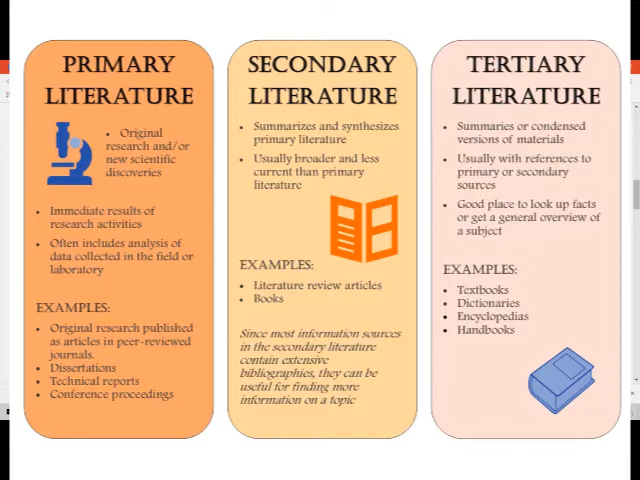 PRIMARY
LITERATURE
• Original
research and/or
new scientific
discoveries
• Immediate results of
research activities
• Often includes analysis of
data collected in the field or
laboratory
EXAMPLES:
• Original research published
as articles in peer-reviewed
journals.
• Dissertations
• Technical reports
• Conference proceedings
SECONDARY
LITERATURE
• Summarizes and synthesizes
primary literature
• Usually broader and less
current than primary
literature
EXAMPLES:
• Literature review articles
• Books
Since most information sources
in the secondary literature
contain extensive
bibliographies, they can be
useful for finding more
information on a topic
TERTIARY
LITERATURE
• Summaries or condensed
versions of materials
• Usually with references to
primary or secondary
sources
• Good place to look up facts
or get a general overview of
a subject
EXAMPLES:
• Textbooks
• Dictionaries
• Encyclopedias
• Handbooks